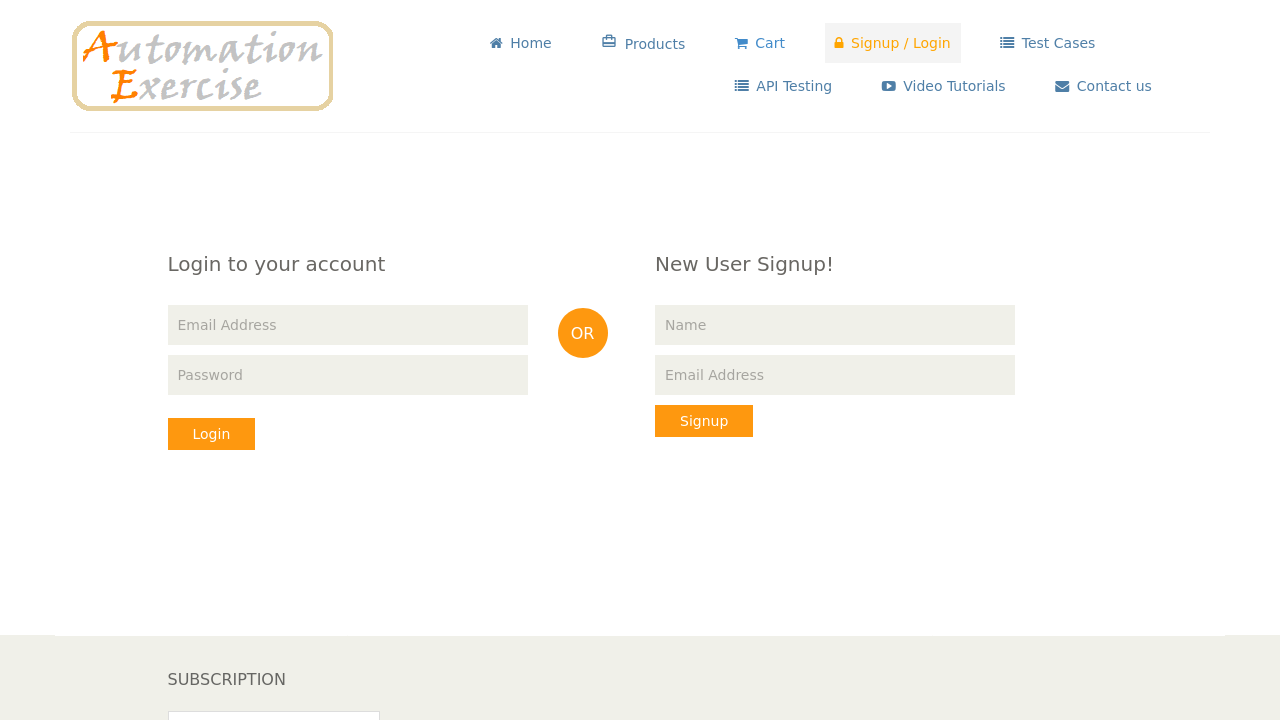 Automation
Exercise
Home
Products
Cart
Signup / Login
Test Cases
API Testing
Video Tutorials
Contact us
Login to your account
Email Address
Password
Login
OR
New User Signup!
Name
Email Address
Signup
SUBSCRIPTION